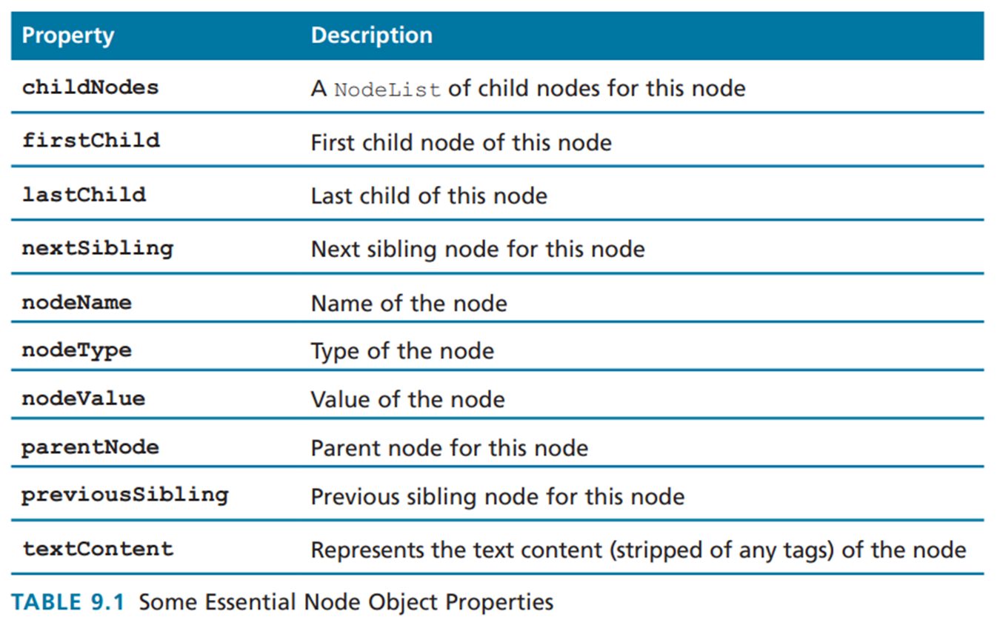 Property Description
childNodes A NodeList of child nodes for this node
firstChild First child node of this node
lastChild Last child of this node
nextSibling Next sibling node for this node
nodeName Name of the node
nodeType Type of the node
nodeValue Value of the node
parentNode Parent node for this node
previousSibling Previous sibling node for this node
textContent Represents the text content (stripped of any tags) of the node
TABLE 9.1 Some Essential Node Object Properties